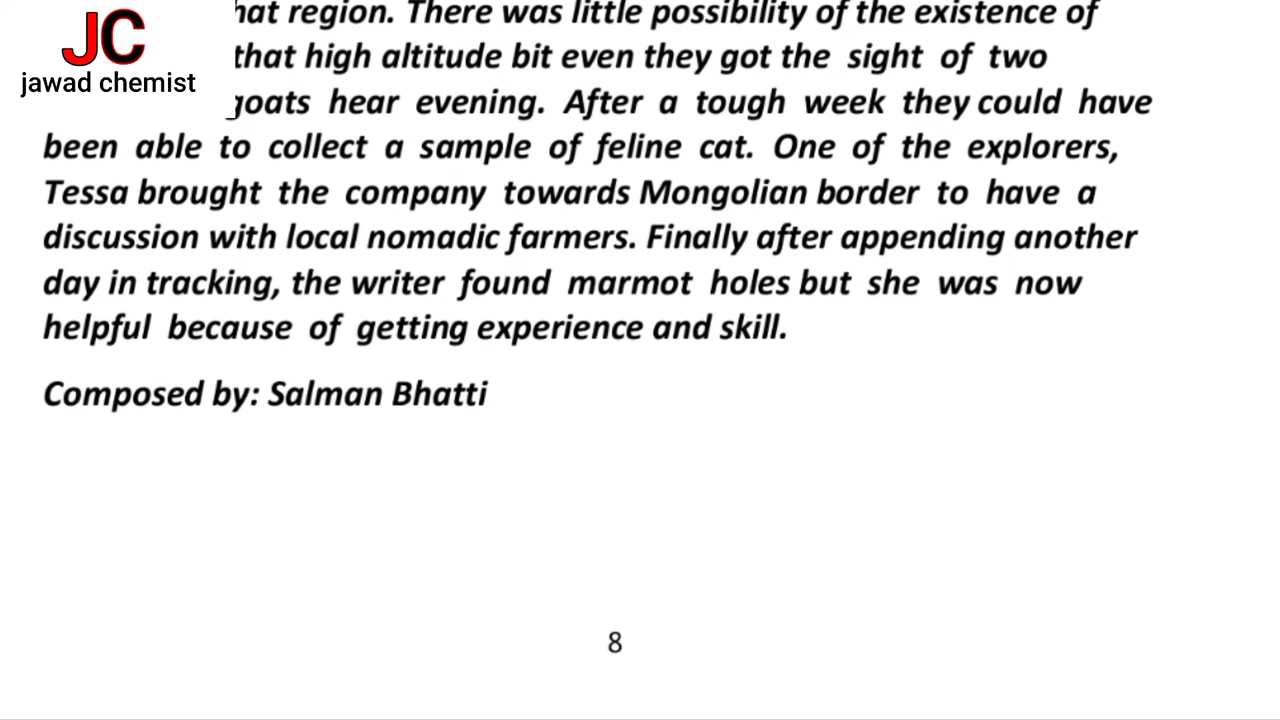 JC
jawad chemist
region. There was little possibility of the existence of
that high altitude bit even they got the sight of two
goats hear evening. After a tough week they could have
been able to collect a sample of feline cat. One of the explorers,
Tessa brought the company towards Mongolian border to have a
discussion with local nomadic farmers. Finally after appending another
day in tracking, the writer found marmot holes but she was now
helpful because of getting experience and skill.
Composed by: Salman Bhatti
8